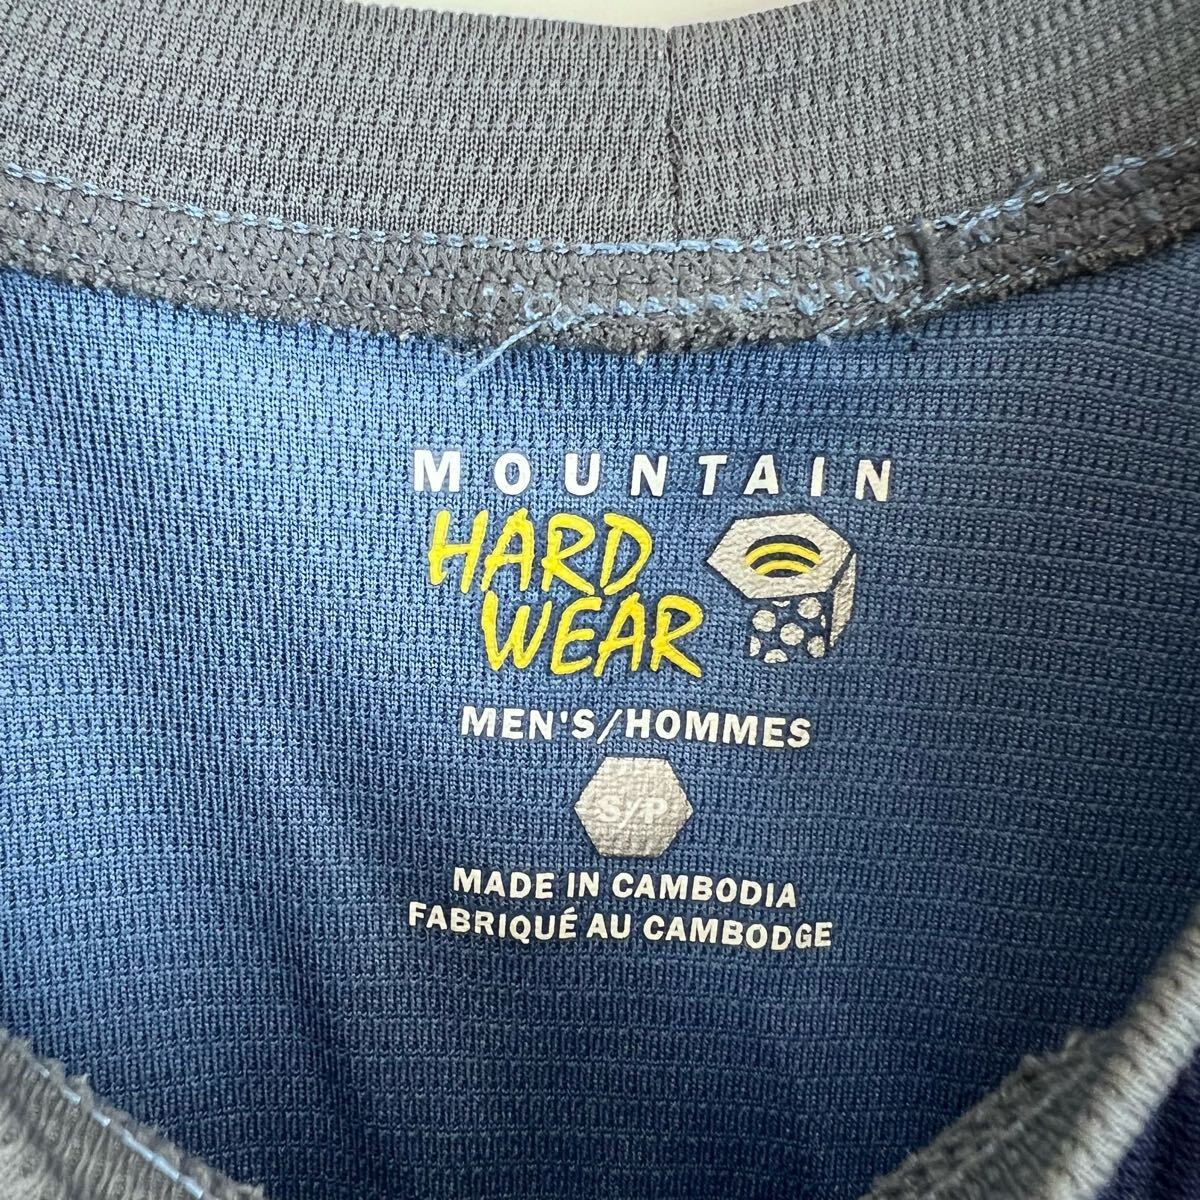 MOUNTAIN
HARD
WEAR
MEN'S/HOMMES
S/P
MADE IN CAMBODIA
FABRIQUÉ AU CAMBODGE